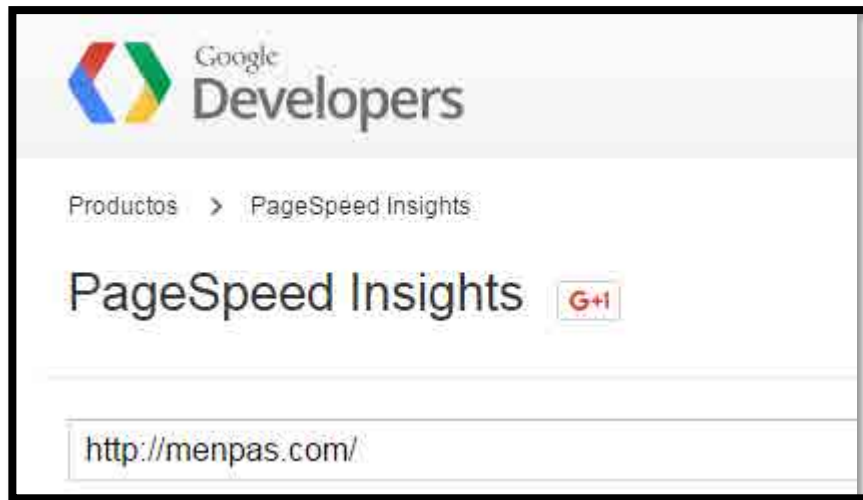 Google
Developers
Productos > PageSpeed Insights
PageSpeed Insights G+1
http://menpas.com/